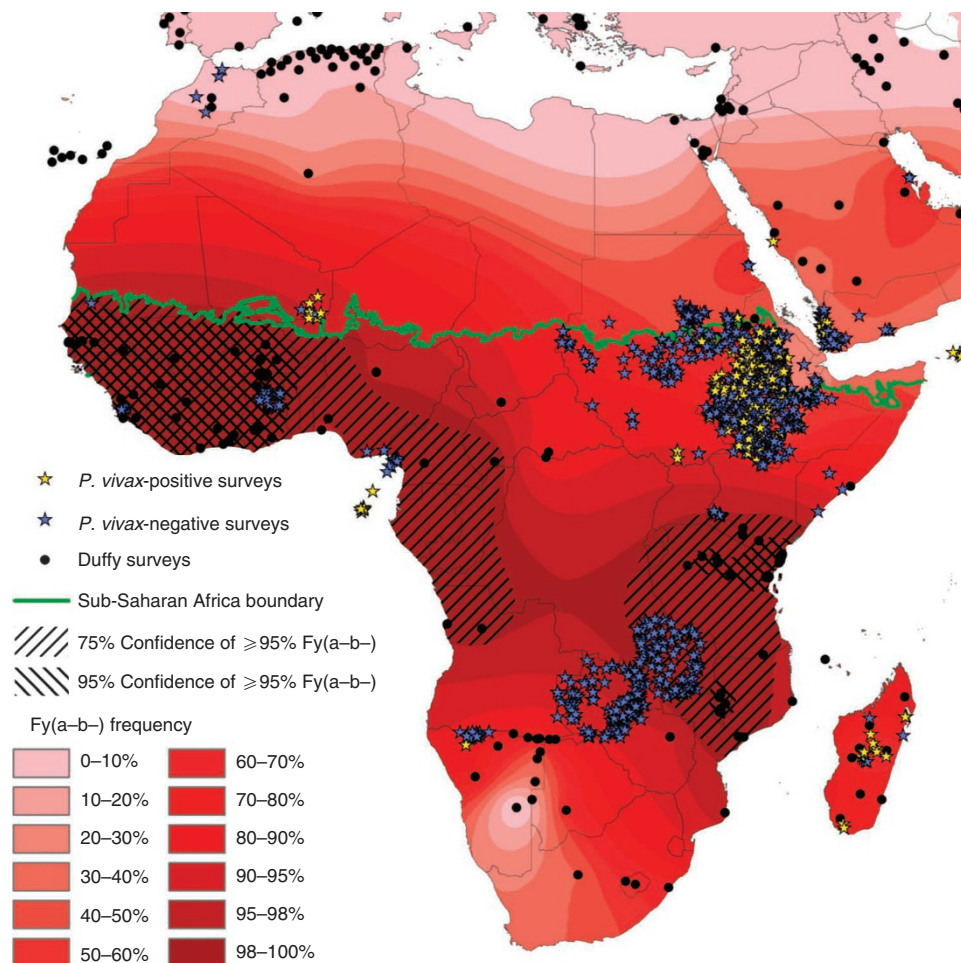 P. vivax-positive surveys
P. vivax-negative surveys
Duffy surveys
Sub-Saharan Africa boundary
75% Confidence of ⩾95% Fy(a–b–)
95% Confidence of ⩾95% Fy(a–b–)
Fy(a–b–) frequency
0–10%
10–20%
20–30%
30–40%
40–50%
50–60%
60–70%
70–80%
80–90%
90–95%
95–98%
98–100%